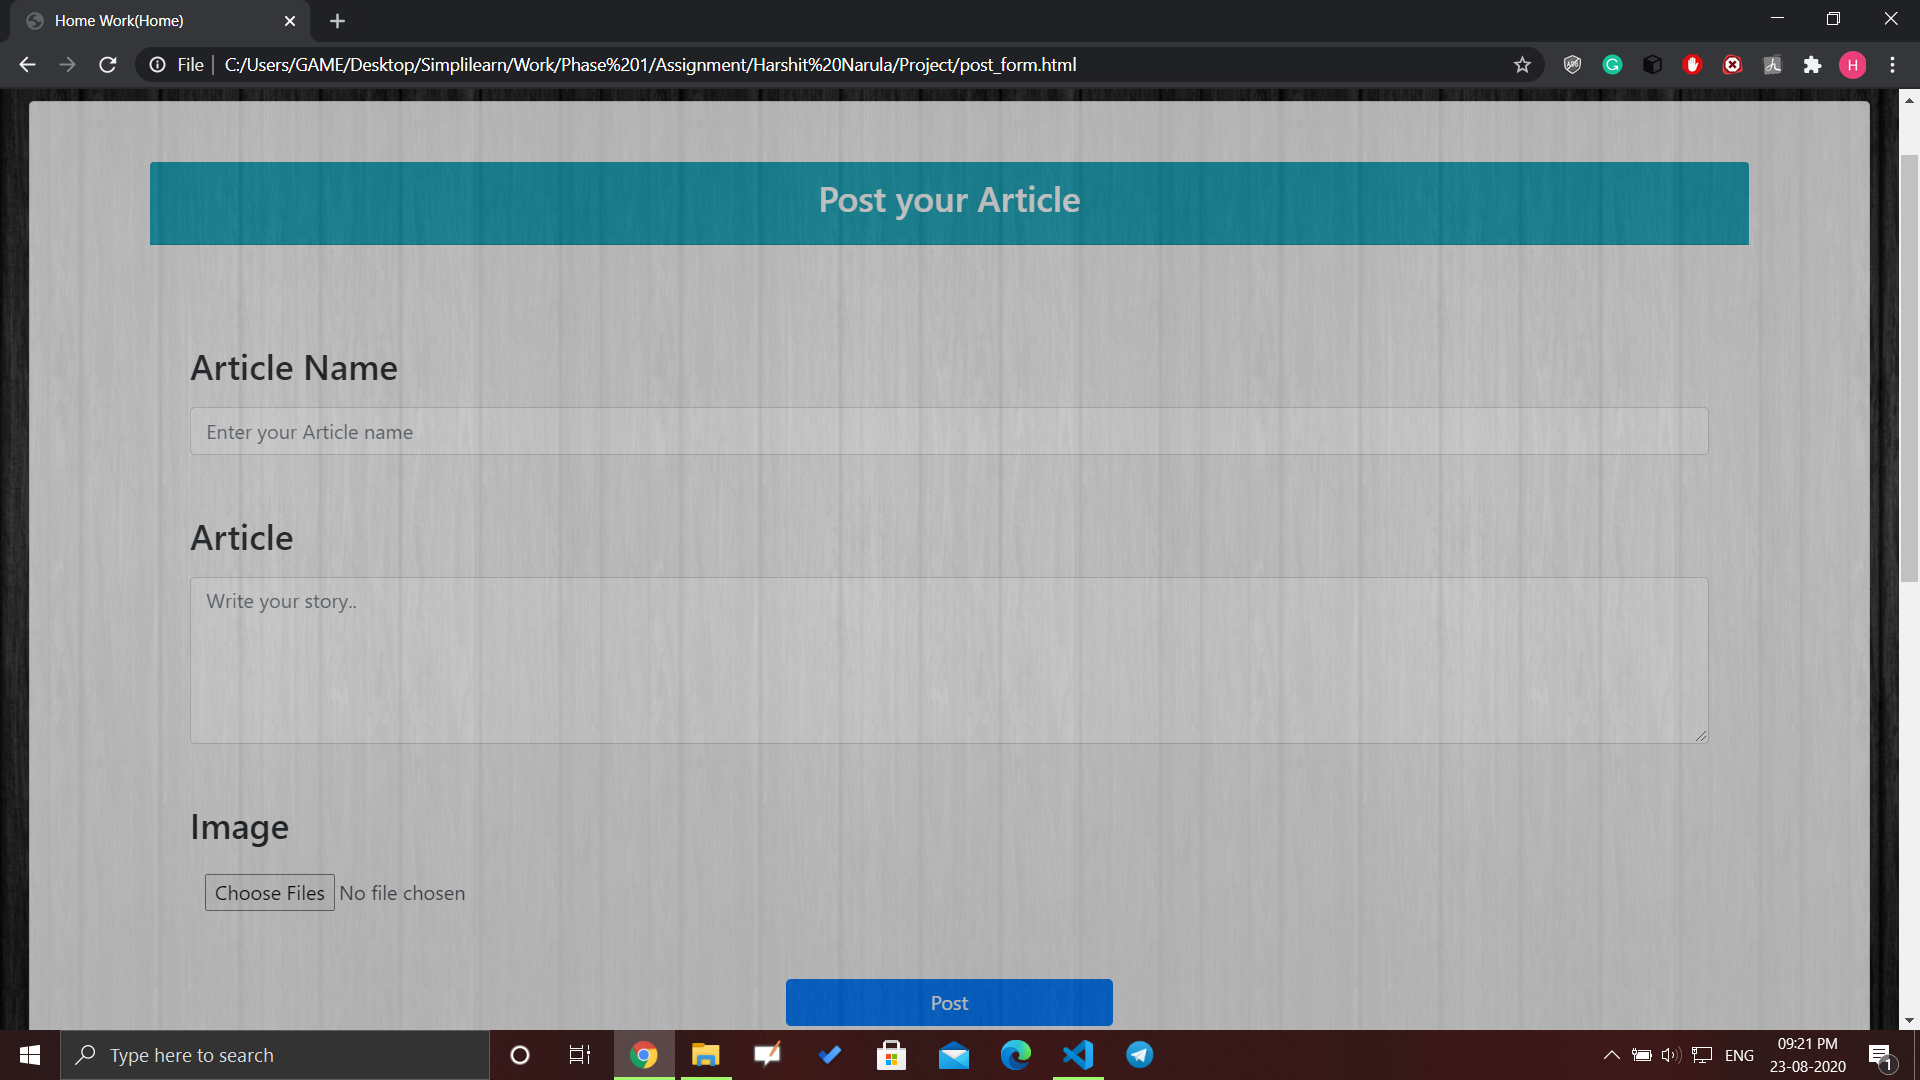 Home Work(Home)
File
C:/Users/GAME/Desktop/Simplilearn/Work/Phase%201/Assignment/Harshit%20Narula/Project/post_form.html
H
Post your Article
Article Name
Enter your Article name
Article
Write your story..
Image
Choose Files No file chosen
Post
Type here to search
ENG
09:21 PM
23-08-2020
1